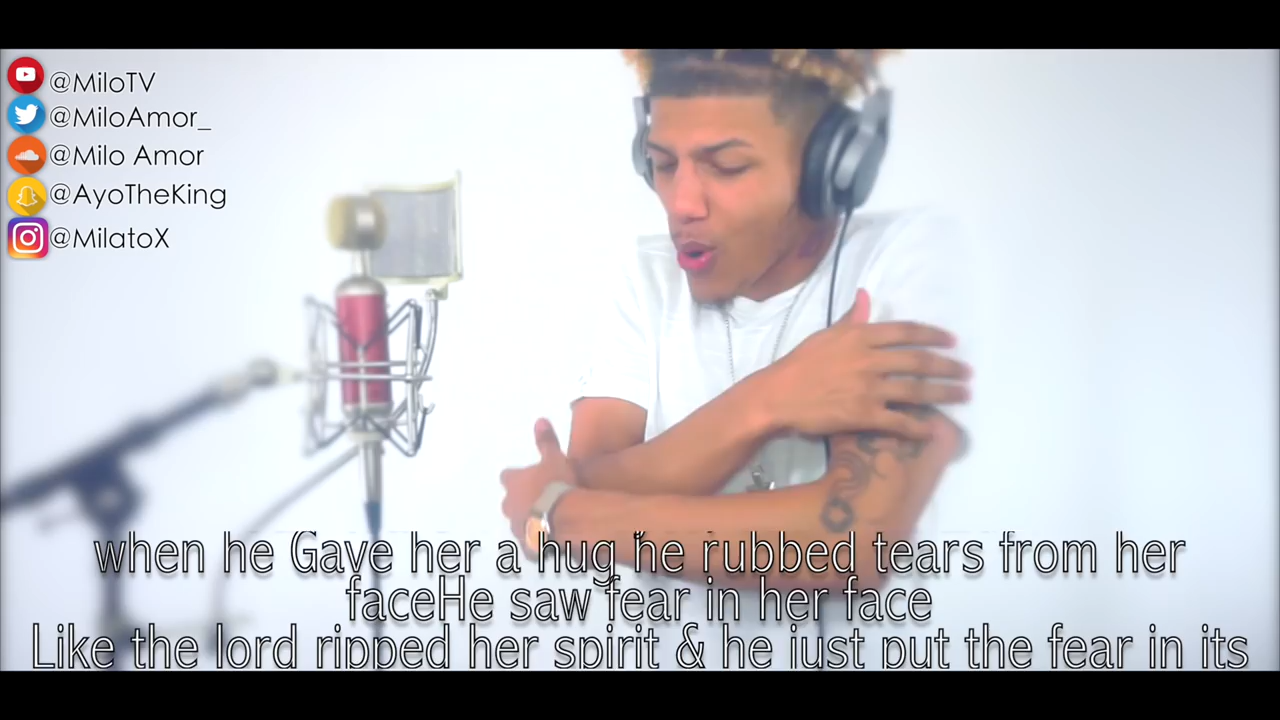 @MiloTV
@MiloAmor_
@Milo Amor
@AyoTheKing
@MilatoX
when he Gave her a hug he rubbed tears from her
faceHe saw fear in her face
Like the lord ripped her spirit & he just put the fear in its